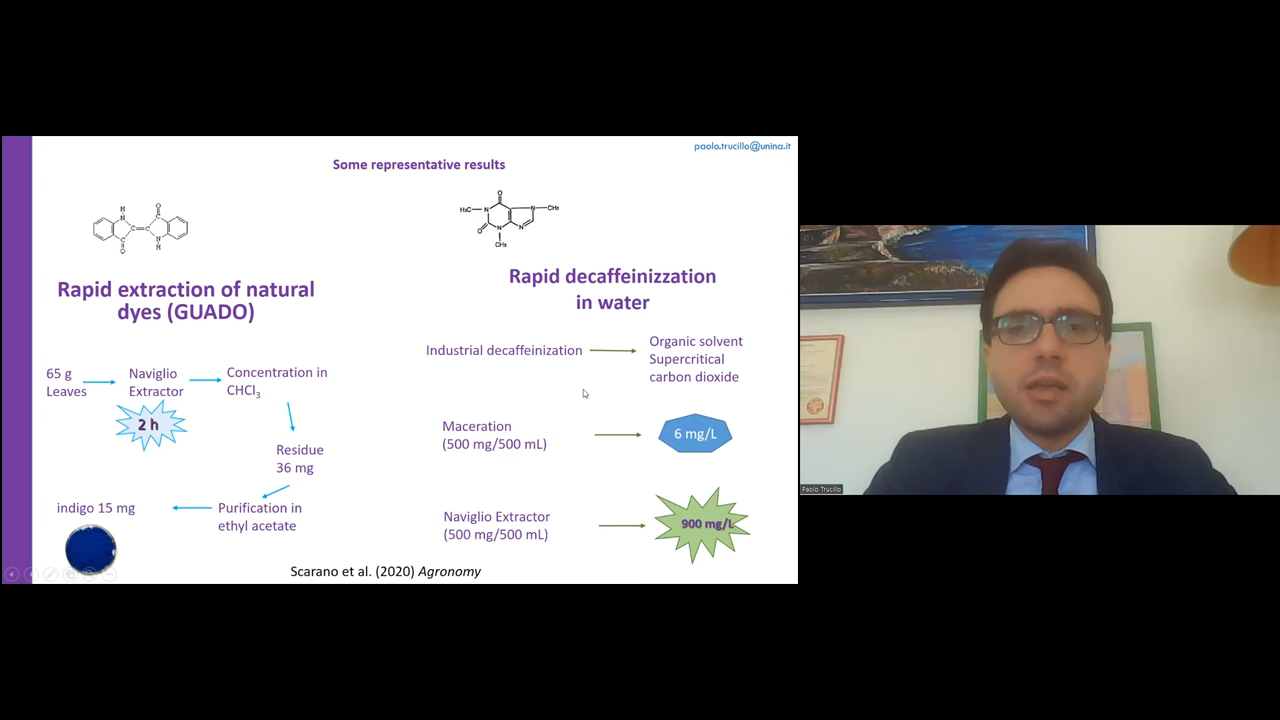 paolo.trucillo@unina.it
Some representative results
Rapid extraction of natural
dyes (GUADO)
65 g
Leaves
Naviglio
Extractor
2 h
Concentration in
CHCl3
Residue
36 mg
Purification in
ethyl acetate
indigo 15 mg
H
N
C
O
C
C
O
C
N
H
Rapid decaffeinizzation
in water
O
H3C
N
N
CH3
O
N
N
CH3
Industrial decaffeinization
Organic solvent
Supercritical
carbon dioxide
Maceration
(500 mg/500 mL)
6 mg/L
Naviglio Extractor
(500 mg/500 mL)
900 mg/L
Scarano et al. (2020) Agronomy
Paolo Trucillo